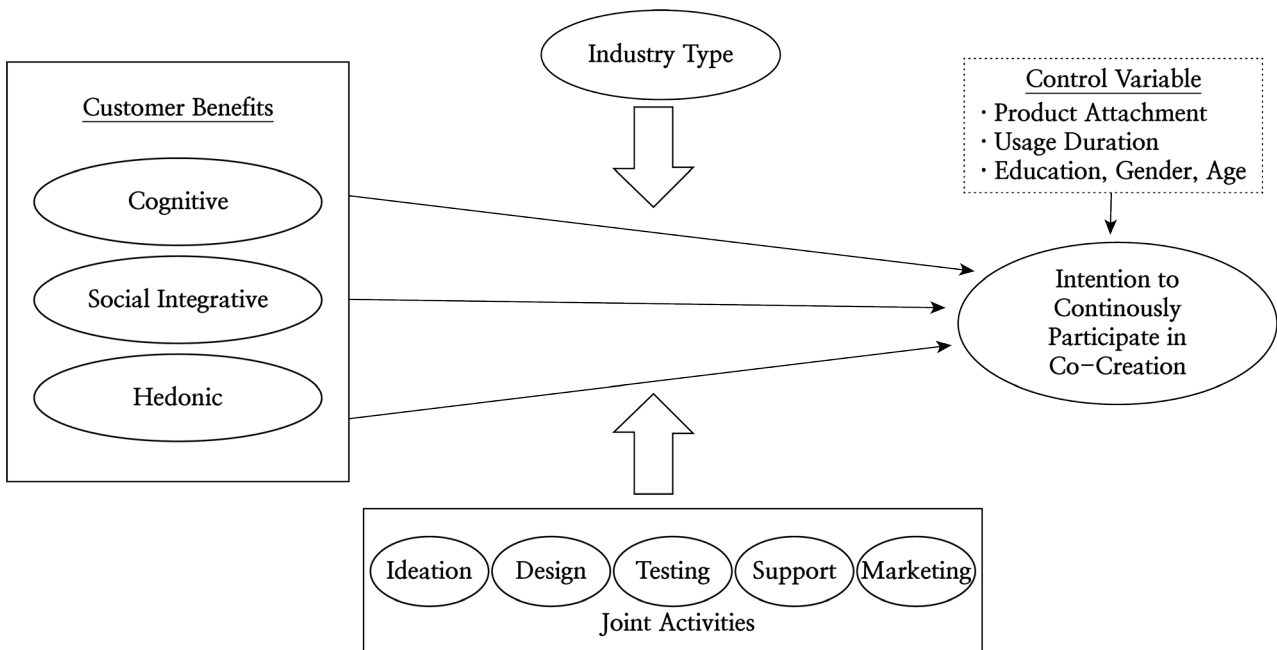 Industry Type
Customer Benefits
Cognitive
Social Integrative
Hedonic
Control Variable
· Product Attachment
· Usage Duration
· Education, Gender, Age
Intention to
Continously
Participate in
Co-Creation
Ideation
Design
Testing
Support
Marketing
Joint Activities